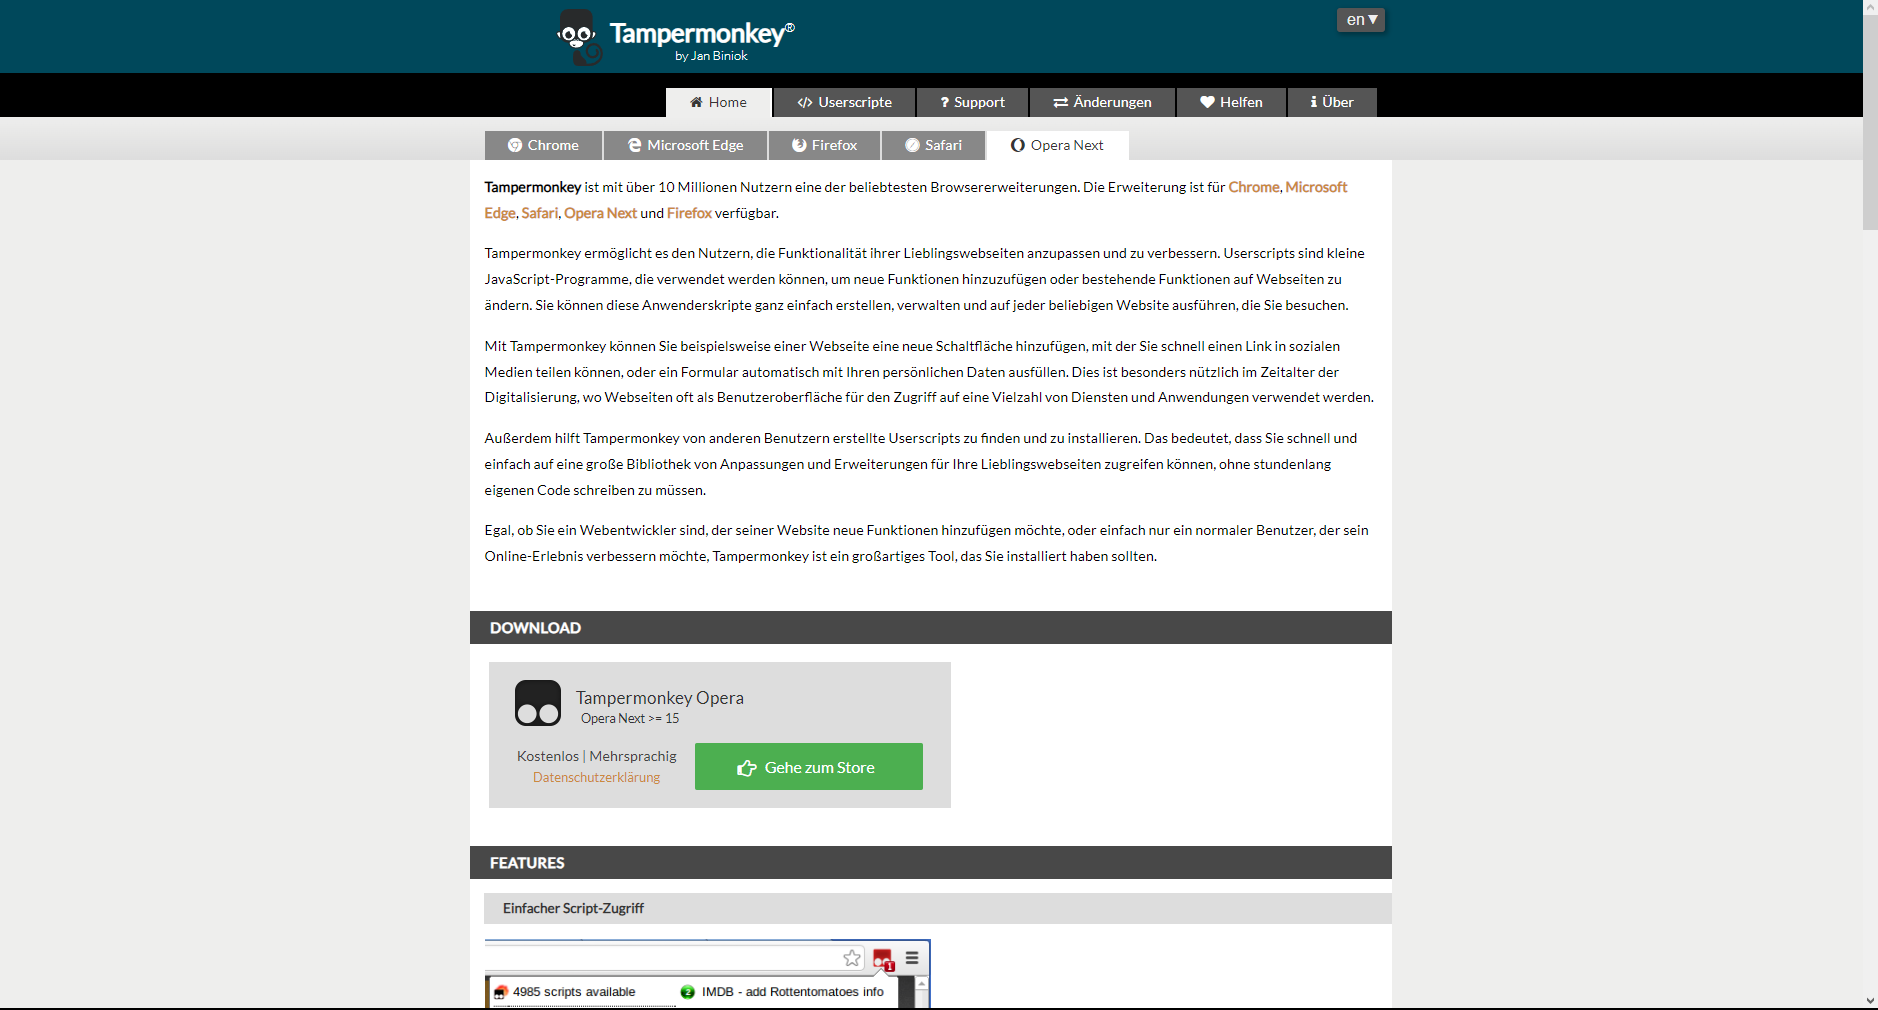 Tampermonkey®
by Jan Biniok
en▼
Home
Userscripte
Support
Änderungen
Helfen
Über
Chrome
Microsoft Edge
Firefox
Safari
Opera Next
Tampermonkey ist mit über 10 Millionen Nutzern eine der beliebtesten Browsererweiterungen. Die Erweiterung ist für Chrome, Microsoft
Edge, Safari, Opera Next und Firefox verfügbar.
Tampermonkey ermöglicht es den Nutzern, die Funktionalität ihrer Lieblingswebseiten anzupassen und zu verbessern. Userscripts sind kleine
JavaScript-Programme, die verwendet werden können, um neue Funktionen hinzuzufügen oder bestehende Funktionen auf Webseiten zu
ändern. Sie können diese Anwenderskripte ganz einfach erstellen, verwalten und auf jeder beliebigen Website ausführen, die Sie besuchen.
Mit Tampermonkey können Sie beispielsweise einer Webseite eine neue Schaltfläche hinzufügen, mit der Sie schnell einen Link in sozialen
Medien teilen können, oder ein Formular automatisch mit Ihren persönlichen Daten ausfüllen. Dies ist besonders nützlich im Zeitalter der
Digitalisierung, wo Webseiten oft als Benutzeroberfläche für den Zugriff auf eine Vielzahl von Diensten und Anwendungen verwendet werden.
Außerdem hilft Tampermonkey von anderen Benutzern erstellte Userscripts zu finden und zu installieren. Das bedeutet, dass Sie schnell und
einfach auf eine große Bibliothek von Anpassungen und Erweiterungen für Ihre Lieblingswebseiten zugreifen können, ohne stundenlang
eigenen Code schreiben zu müssen.
Egal, ob Sie ein Webentwickler sind, der seiner Website neue Funktionen hinzufügen möchte, oder einfach nur ein normaler Benutzer, der sein
Online-Erlebnis verbessern möchte, Tampermonkey ist ein großartiges Tool, das Sie installiert haben sollten.
DOWNLOAD
Tampermonkey Opera
Opera Next >= 15
Kostenlos | Mehrsprachig
Datenschutzerklärung
Gehe zum Store
FEATURES
Einfacher Script-Zugriff
1
4985 scripts available
2 IMDB - add Rottentomatoes info